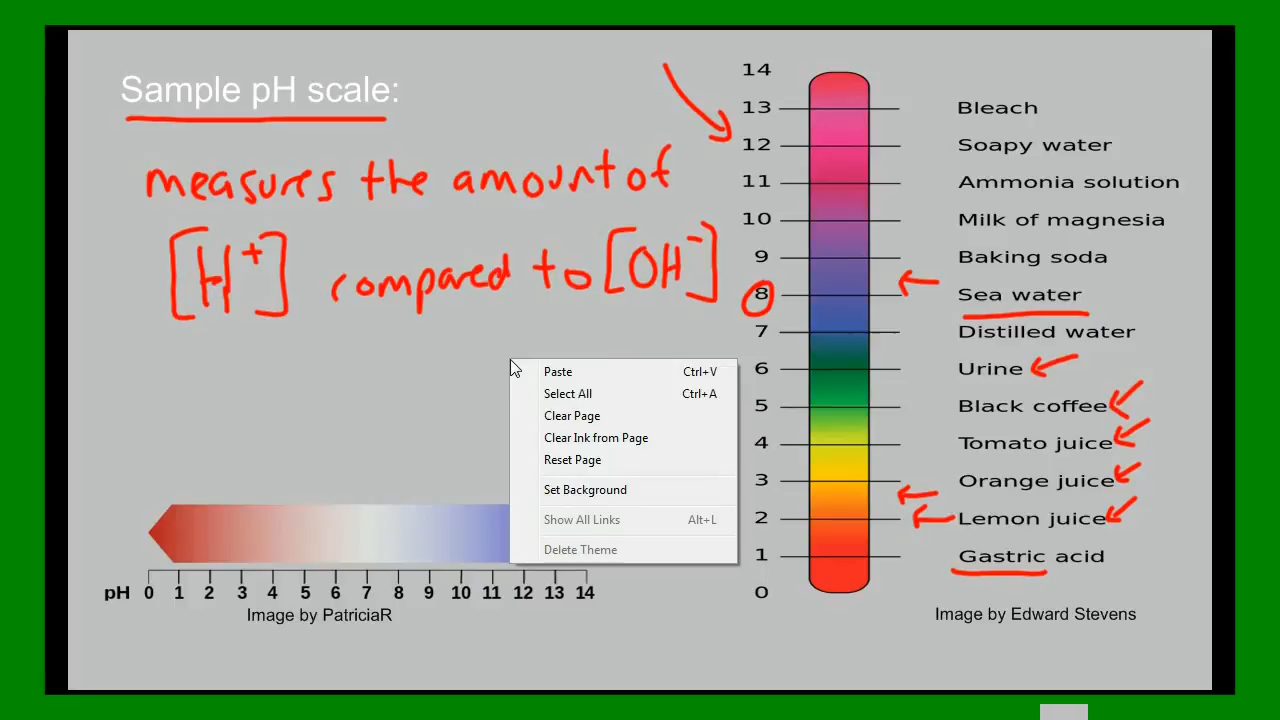 Sample pH scale:
measures the amount of
[H+] compared to [OH-]
Paste Ctrl+V
Select All Ctrl+A
Clear Page
Clear Ink from Page
Reset Page
Set Background
Show All Links Alt+L
Delete Theme
pH 0 1 2 3 4 5 6 7 8 9 10 11 12 13 14
Image by PatriciaR
14
13 Bleach
12 Soapy water
11 Ammonia solution
10 Milk of magnesia
9 Baking soda
8 Sea water
7 Distilled water
6 Urine
5 Black coffee
4 Tomato juice
3 Orange juice
2 Lemon juice
1 Gastric acid
0
Image by Edward Stevens